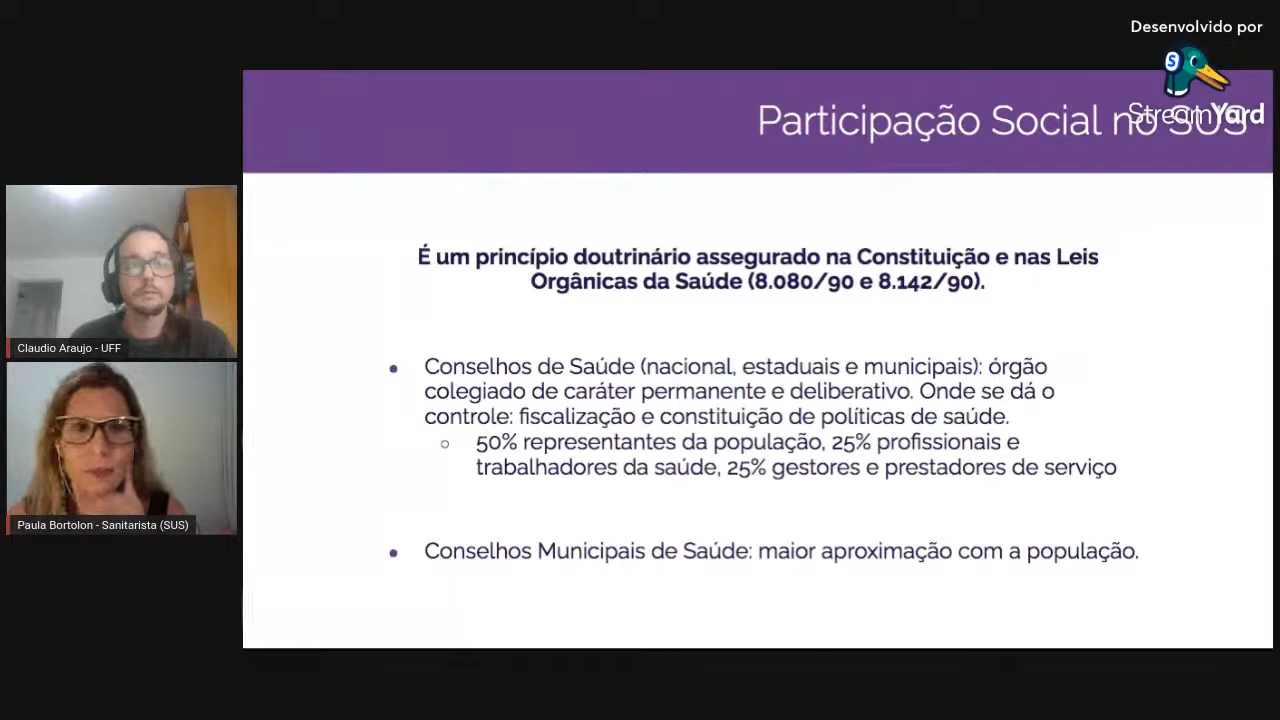 Desenvolvido por
StreamYard
Participação Social no SUS
É um princípio doutrinário assegurado na Constituição e nas Leis
Orgânicas da Saúde (8.080/90 e 8.142/90).
Conselhos de Saúde (nacional, estaduais e municipais): órgão
colegiado de caráter permanente e deliberativo. Onde se dá o
controle: fiscalização e constituição de políticas de saúde.
50% representantes da população, 25% profissionais e
trabalhadores da saúde, 25% gestores e prestadores de serviço
Conselhos Municipais de Saúde: maior aproximação com a população.
Claudio Araujo - UFF
Paula Bortolon - Sanitarista (SUS)